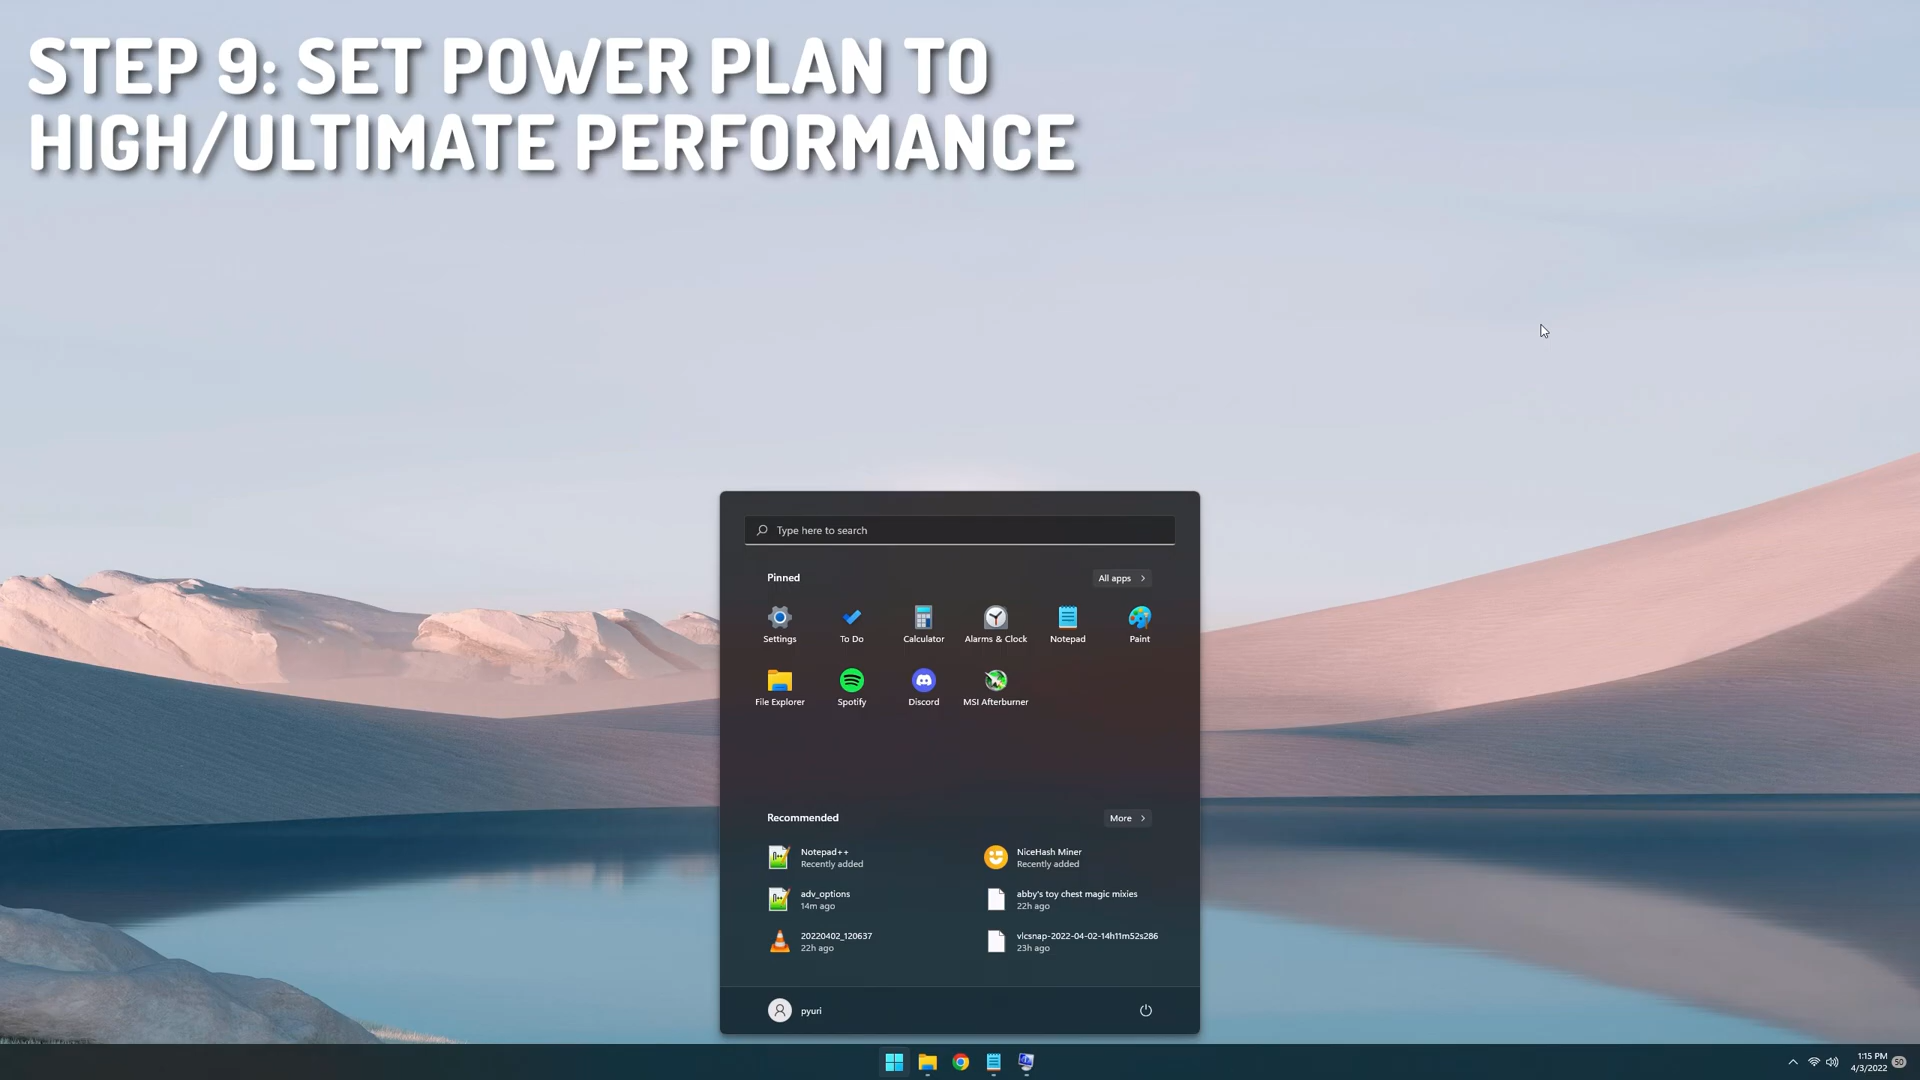 STEP 9: SET POWER PLAN TO
HIGH/ULTIMATE PERFORMANCE
Type here to search
Pinned
All apps
Settings
To Do
Calculator
Alarms & Clock
Notepad
Paint
File Explorer
Spotify
Discord
MSI Afterburner
Recommended
More
Notepad++
Recently added
NiceHash Miner
Recently added
adv_options
14m ago
abby's toy chest magic mixies
22h ago
20220402_120637
22h ago
vlcsnap-2022-04-02-14h11m52s286
23h ago
pyuri
1:15 PM
4/3/2022
50